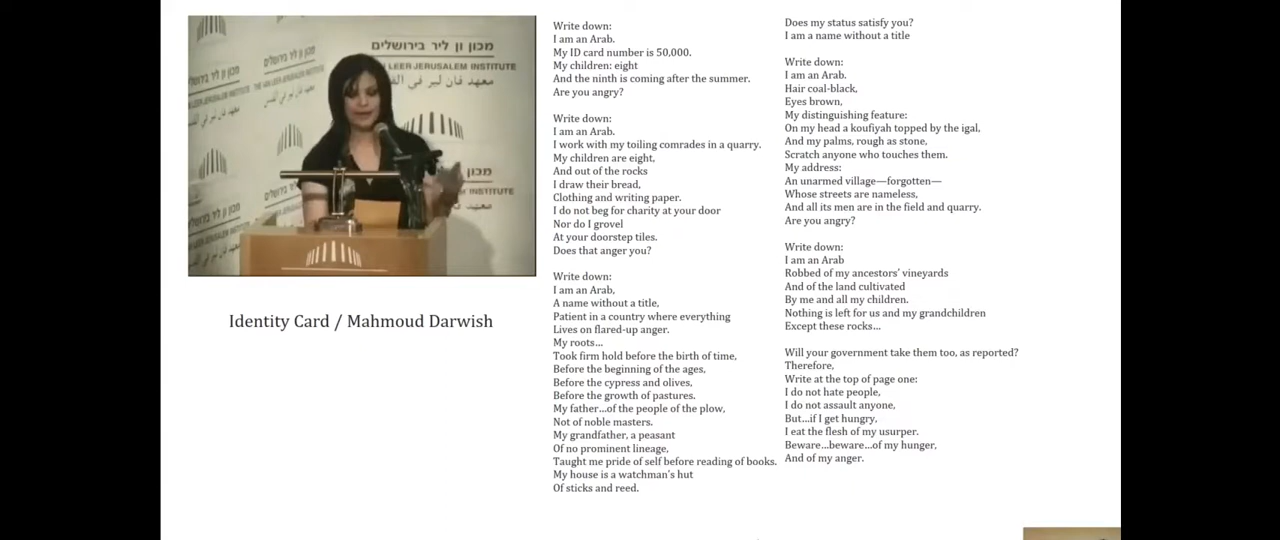 מכון ון ליר בירושלים
LEER JERUSALEM INSTITUTE
Identity Card / Mahmoud Darwish
Write down:
I am an Arab.
My ID card number is 50,000.
My children: eight
And the ninth is coming after the summer.
Are you angry?
Write down:
I am an Arab.
I work with my toiling comrades in a quarry.
My children are eight,
And out of the rocks
I draw their bread,
Clothing and writing paper.
I do not beg for charity at your door
Nor do I grovel
At your doorstep tiles.
Does that anger you?
Write down:
I am an Arab,
A name without a title,
Patient in a country where everything
Lives on flared-up anger.
My roots…
Took firm hold before the birth of time,
Before the beginning of the ages,
Before the cypress and olives,
Before the growth of pastures.
My father…of the people of the plow,
Not of noble masters.
My grandfather, a peasant
Of no prominent lineage,
Taught me pride of self before reading of books.
My house is a watchman's hut
Of sticks and reed.
Does my status satisfy you?
I am a name without a title
Write down:
I am an Arab.
Hair coal-black,
Eyes brown,
My distinguishing feature:
On my head a koufiyah topped by the igal,
And my palms, rough as stone,
Scratch anyone who touches them.
My address:
An unarmed village—forgotten—
Whose streets are nameless,
And all its men are in the field and quarry.
Are you angry?
Write down:
I am an Arab
Robbed of my ancestors' vineyards
And of the land cultivated
By me and all my children.
Nothing is left for us and my grandchildren
Except these rocks…
Will your government take them too, as reported?
Therefore,
Write at the top of page one:
I do not hate people,
I do not assault anyone,
But…if I get hungry,
I eat the flesh of my usurper.
Beware…beware…of my hunger,
And of my anger.